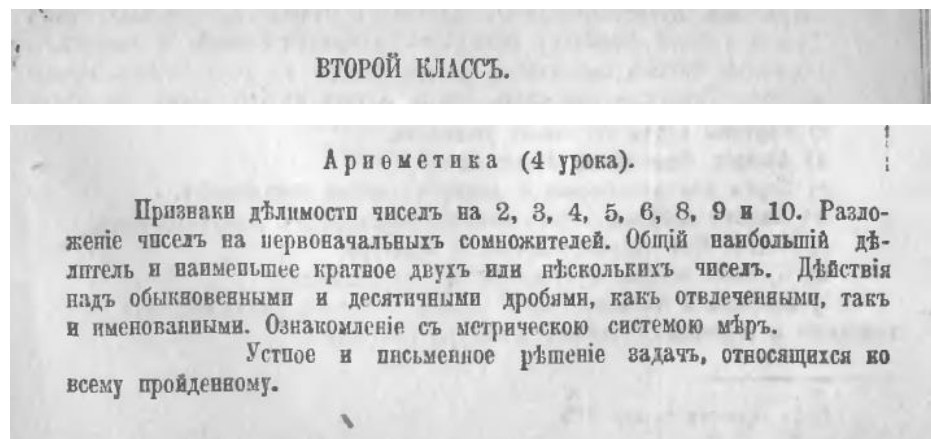 ВТОРОЙ КЛАССЪ.
Ариѳметика (4 урока).
Признаки дѣлимости чиселъ на 2, 3, 4, 5, 6, 8, 9 и 10. Разло-
женіе чиселъ на первоначальныхъ сомножителей. Общій наибольшій дѣ-
литель и наименьшее кратное двухъ или нѣсколькихъ чиселъ. Дѣйствія
надъ обыкновенными и десятичными дробями, какъ отвлеченными, такъ
и именованными. Ознакомленіе съ метрическою системою мѣръ.
Устное и письменное рѣшеніе задачъ, относящихся ко
всему пройденному.